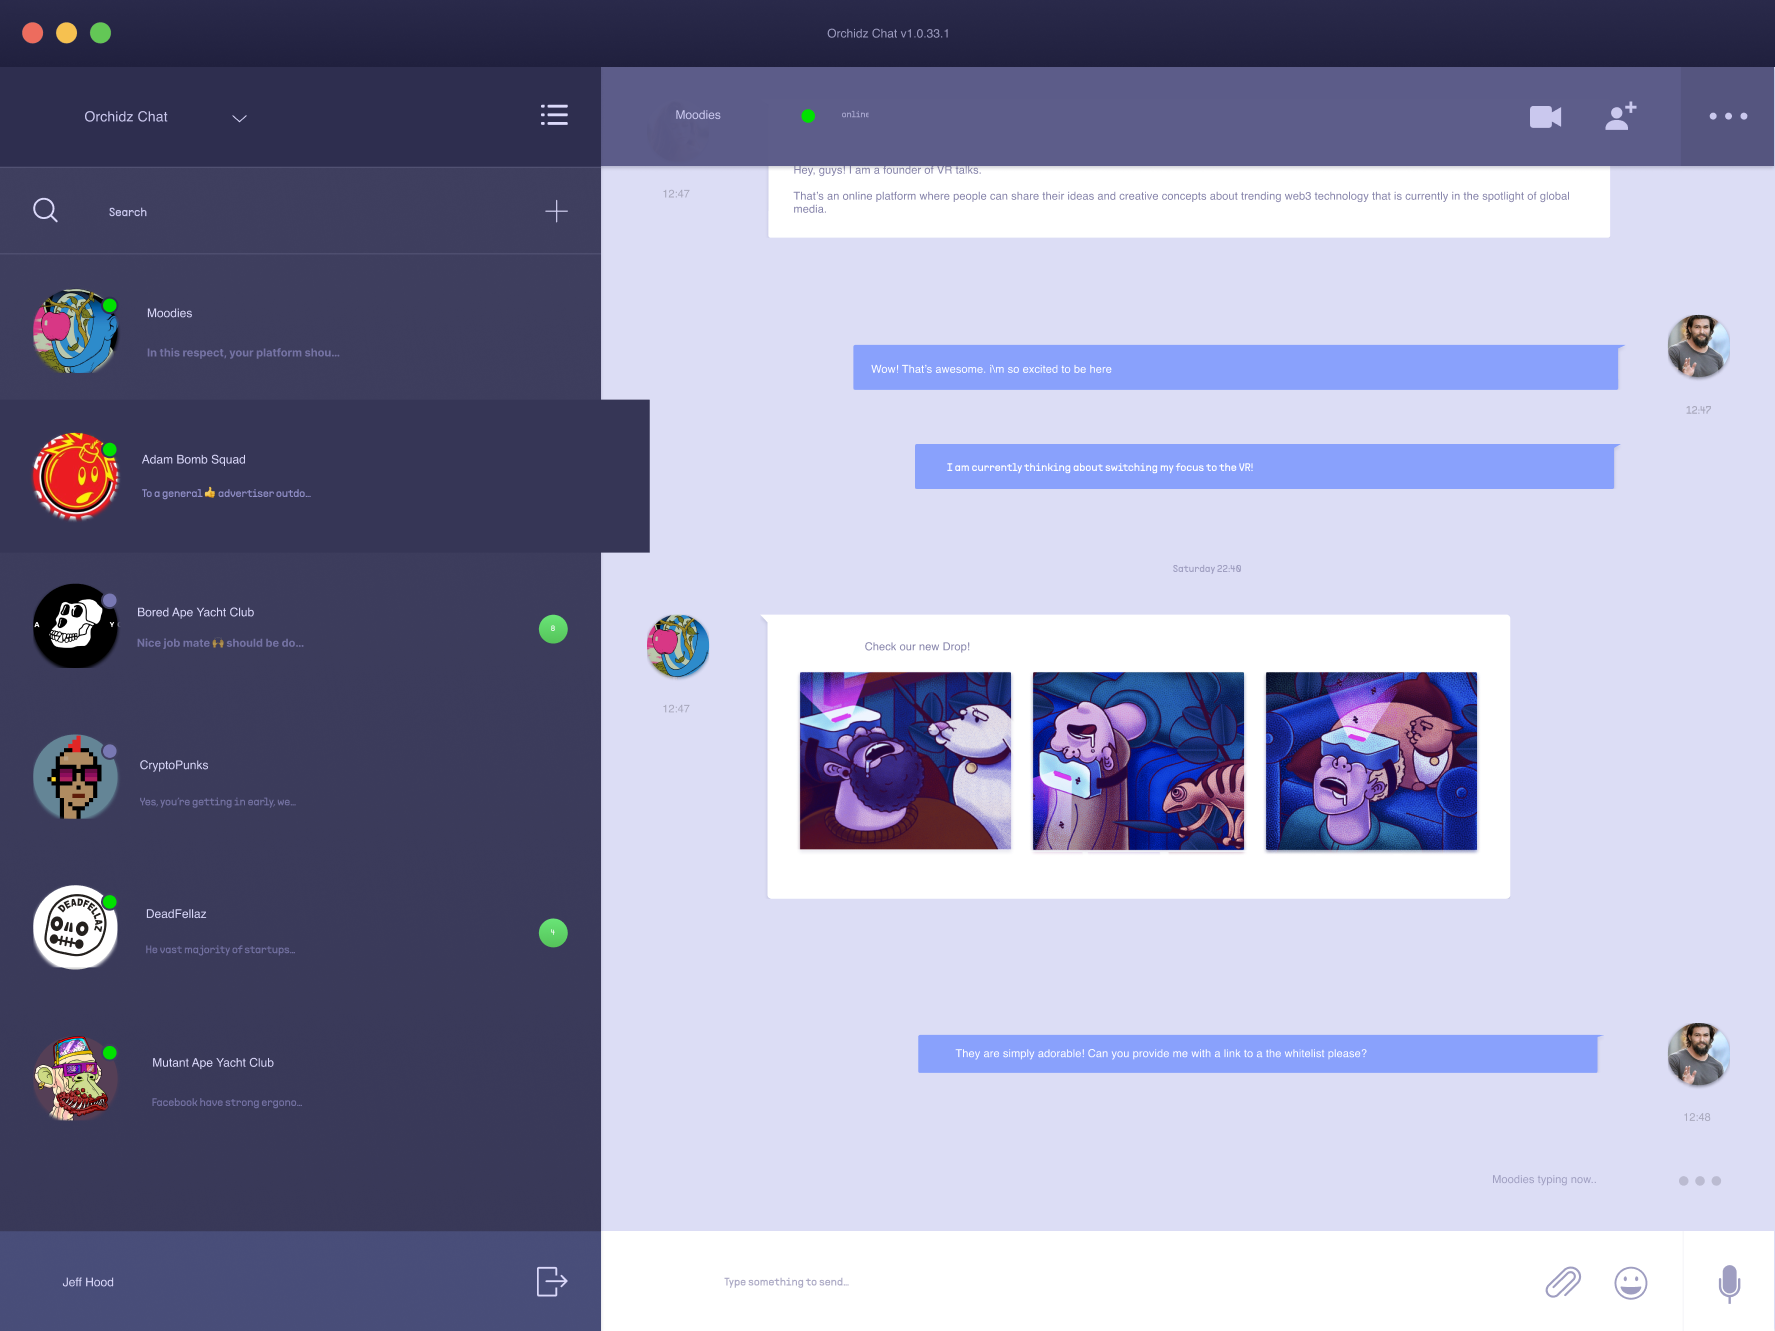 Orchidz Chat v1.0.33.1
Orchidz Chat
Search
Moodies
In this respect, your platform shou...
Adam Bomb Squad
To a general 👍 advertiser outdo...
A Y
Bored Ape Yacht Club
Nice job mate 🙌 should be do...
8
CryptoPunks
Yes, you're getting in early, we...
DEADFELLAZ
DeadFellaz
He vast majority of startups...
4
Mutant Ape Yacht Club
Facebook have strong ergono...
Jeff Hood
Moodies
online
12:47
Hey, guys! I am a founder of VR talks.
That's an online platform where people can share their ideas and creative concepts about trending web3 technology that is currently in the spotlight of global
media.
Wow! That's awesome. i\m so excited to be here
12:47
I am currently thinking about switching my focus to the VR!
Saturday 22:40
12:47
Check our new Drop!
They are simply adorable! Can you provide me with a link to a the whitelist please?
12:48
Moodies typing now..
Type something to send...